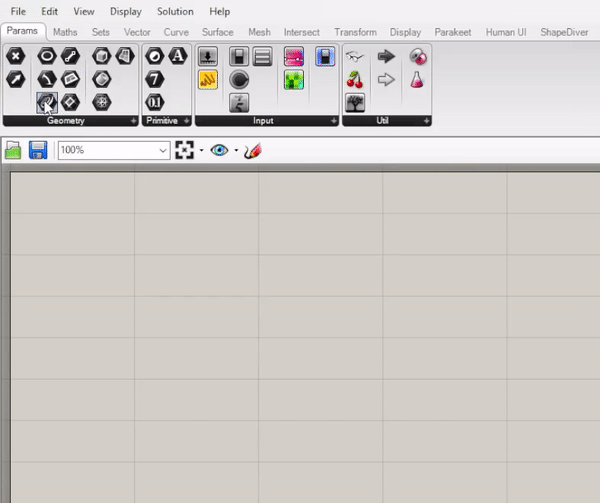 File Edit View Display Solution Help
Params Maths Sets Vector Curve Surface Mesh Intersect Transform Display Parakeet Human UI ShapeDiver
A
7
0.1
Geometry Primitive Input Util
100%